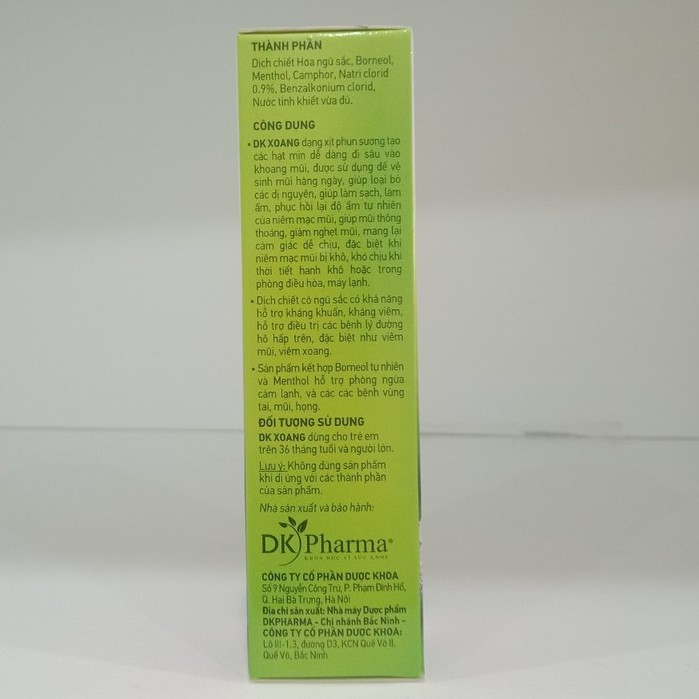 THÀNH PHẦN
Dịch chiết Hoa ngũ sắc, Borneol,
Menthol, Camphor, Natri clorid
0.9%, Benzalkonium clorid,
Nước tinh khiết vừa đủ.
CÔNG DỤNG
• DK XOANG dạng xịt phun sương tạo
các hạt mịn dễ dàng đi sâu vào
khoang mũi, được sử dụng để vệ
sinh mũi hàng ngày, giúp loại bỏ
các dị nguyên, giúp làm sạch, làm
ẩm, phục hồi lại độ ẩm tự nhiên
của niêm mạc mũi, giúp mũi thông
thoáng, giảm nghẹt mũi, mang lại
cảm giác dễ chịu, đặc biệt khi
niêm mạc mũi bị khô, khó chịu khi
thời tiết hanh khô hoặc trong
phòng điều hòa, máy lạnh.
• Dịch chiết cỏ ngũ sắc có khả năng
hỗ trợ kháng khuẩn, kháng viêm,
hỗ trợ điều trị các bệnh lý đường
hô hấp trên, đặc biệt như viêm
mũi, viêm xoang.
• Sản phẩm kết hợp Borneol tự nhiên
và Menthol hỗ trợ phòng ngừa
cảm lạnh, và các các bệnh vùng
tai, mũi, họng.
ĐỐI TƯỢNG SỬ DỤNG
DK XOANG dùng cho trẻ em
trên 36 tháng tuổi và người lớn.
Lưu ý: Không dùng sản phẩm
khi dị ứng với các thành phần
của sản phẩm.
Nhà sản xuất và bảo hành:
DK Pharma®
KHOA HỌC VÌ SỨC KHỎE
CÔNG TY CỔ PHẦN DƯỢC KHOA
Số 9 Nguyễn Công Trứ, P. Phạm Đình Hổ,
Q. Hai Bà Trưng, Hà Nội
Địa chỉ sản xuất: Nhà máy Dược phẩm
DKPHARMA - Chi nhánh Bắc Ninh -
CÔNG TY CỔ PHẦN DƯỢC KHOA:
Lô III-1.3, đường D3, KCN Quế Võ II,
Quế Võ, Bắc Ninh